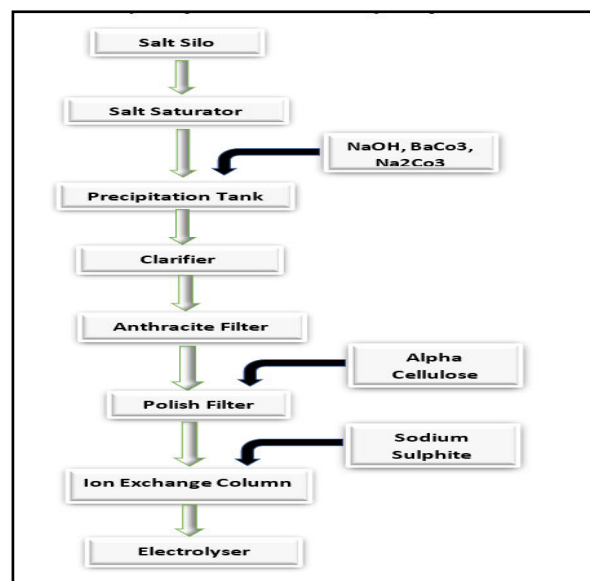 Salt Silo
Salt Saturator
NaOH, BaCo3,
Na2Co3
Precipitation Tank
Clarifier
Anthracite Filter
Alpha
Cellulose
Polish Filter
Sodium
Sulphite
Ion Exchange Column
Electrolyser